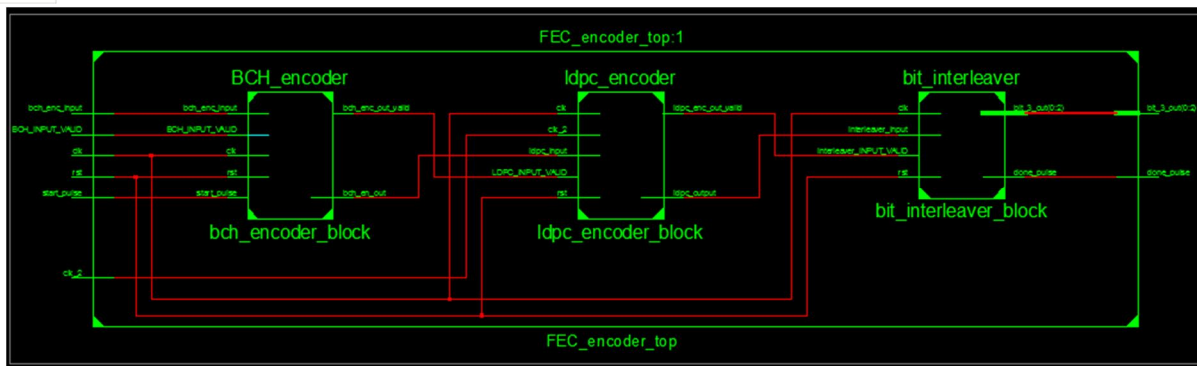 FEC_encoder_top:1
BCH_encoder
ldpc_encoder
bit_interleaver
bch_enc_input
bch_enc_input
bch_enc_out_valid
clk
ldpc_enc_out_valid
clk
bit_3_out(0:2)
bit_3_out(0:2)
BCH_INPUT_VALID
BCH_INPUT_VALID
clk_2
interleaver_input
clk
clk
ldpc_input
interleaver_INPUT_VALID
rst
rst
LDPC_INPUT_VALID
rst
done_pulse
done_pulse
start_pulse
start_pulse
bch_en_out
rst
ldpc_output
bch_encoder_block
ldpc_encoder_block
bit_interleaver_block
clk_2
FEC_encoder_top